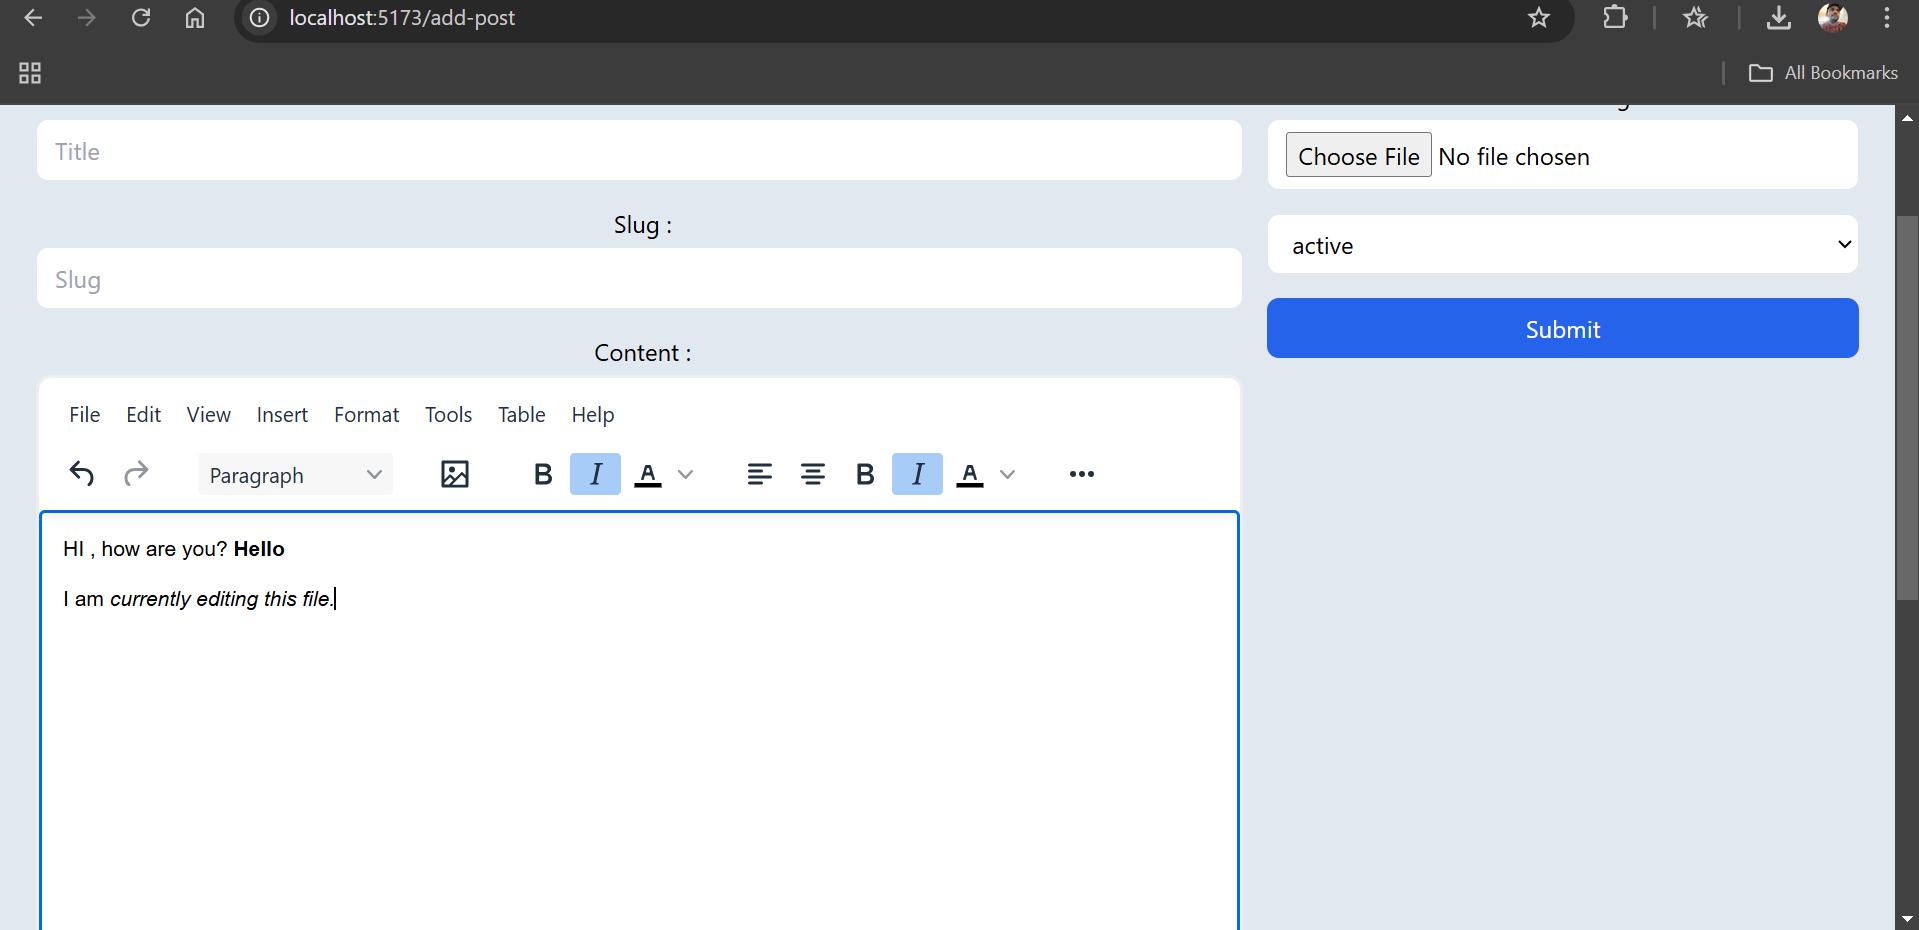 localhost:5173/add-post
All Bookmarks
Title
Choose File No file chosen
Slug :
active
Slug
Submit
Content :
File Edit View Insert Format Tools Table Help
Paragraph B I A B I A
HI , how are you? Hello
I am currently editing this file.